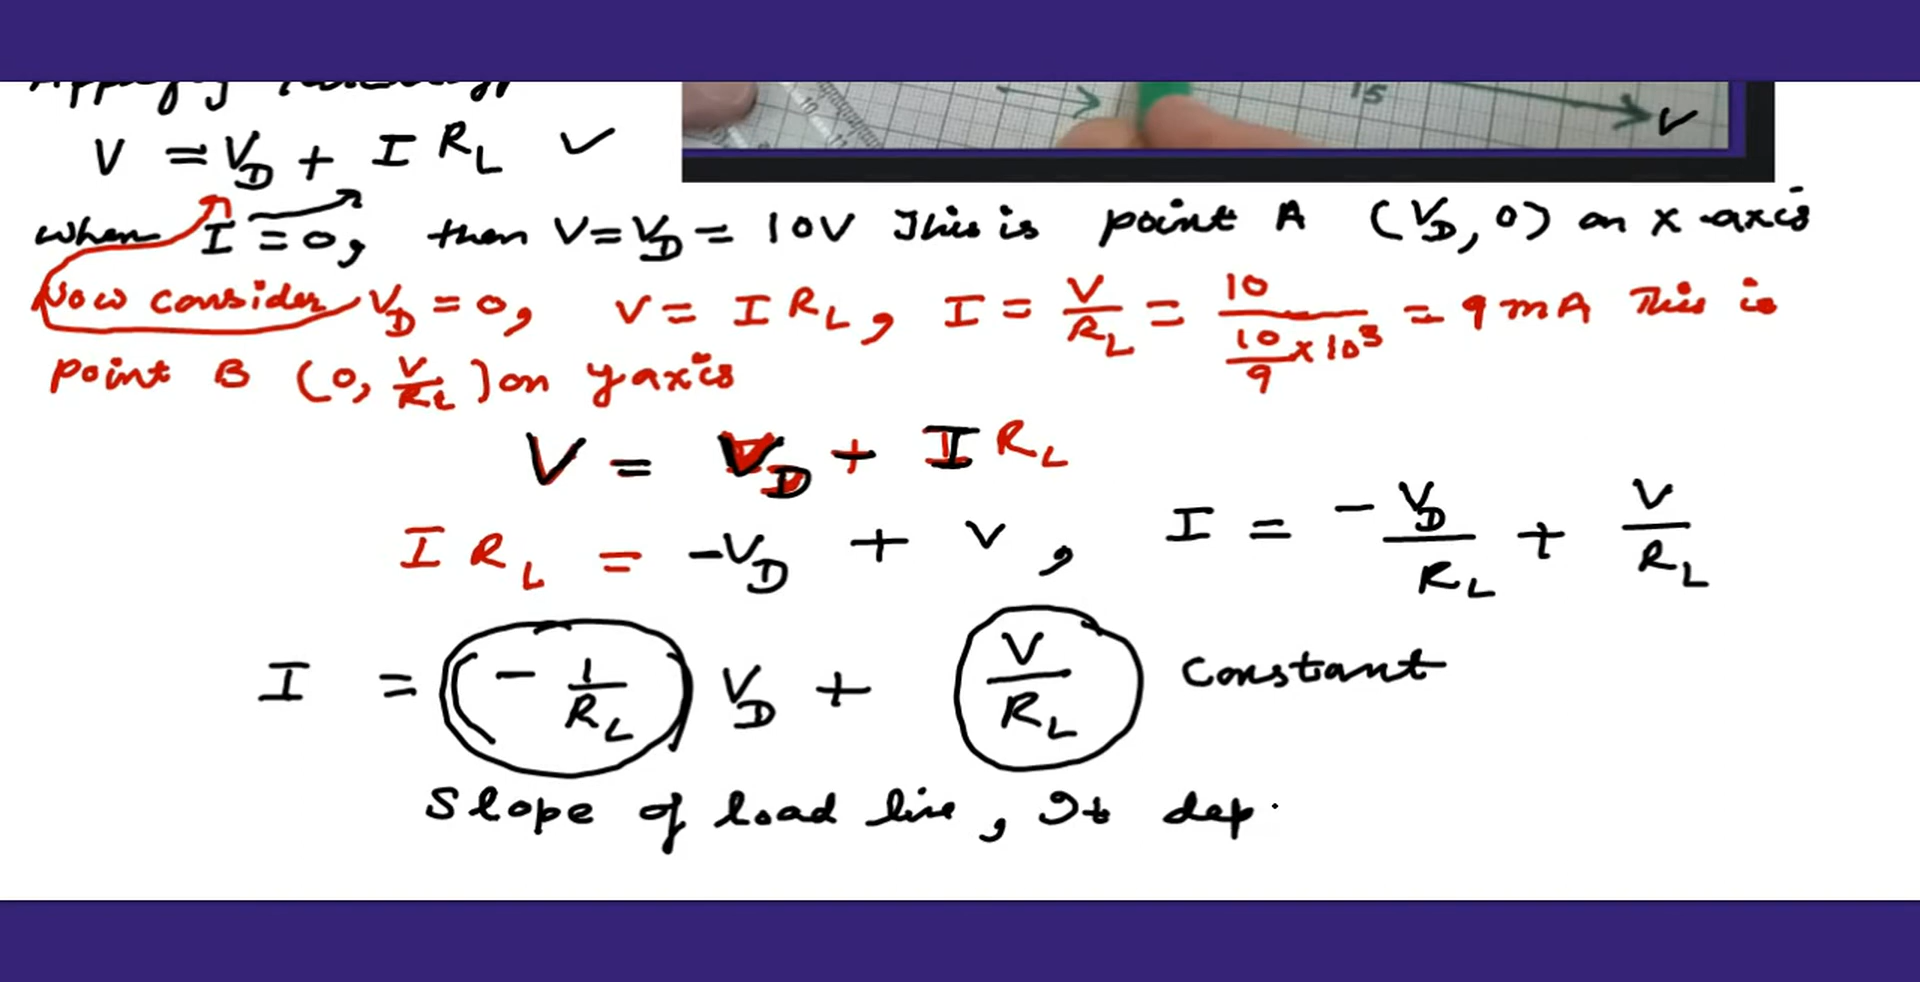 15
V
V = V_D + I R_L ✓
when I = 0, then V = V_D = 10V This is point A (V_D, 0) on x-axis
Now consider V_D = 0, V = I R_L, I = V/R_L = 10/(10/9 × 10³) = 9 mA This is
point B (0, V/R_L) on y axis
V = V_D + I R_L
I R_L = -V_D + V, I = - V_D/R_L + V/R_L
I = (- 1/R_L) V_D + V/R_L Constant
Slope of load line, It dep